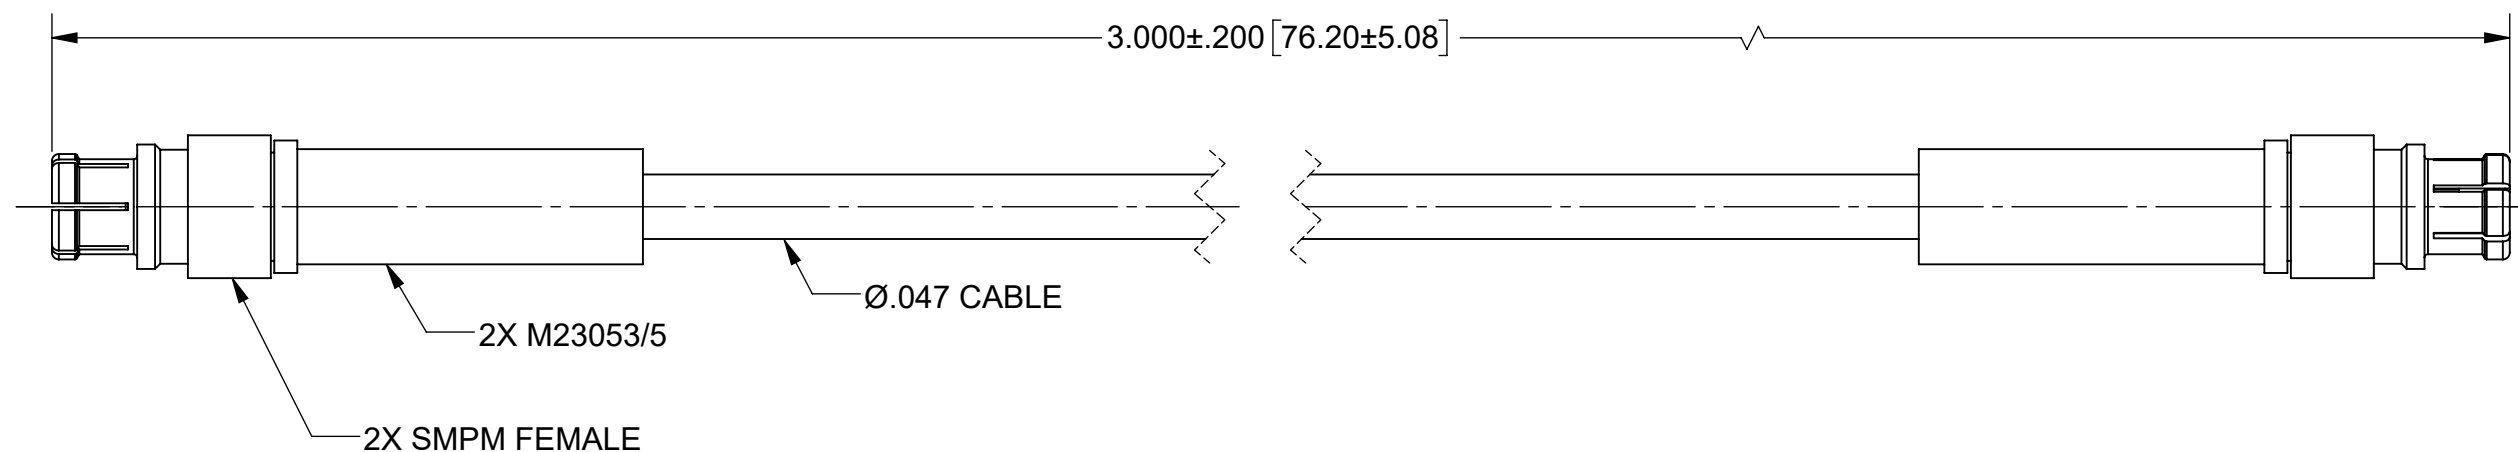 3.000±.200 [76.20±5.08]
Ø.047 CABLE
2X M23053/5
2X SMPM FEMALE